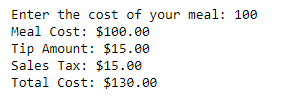 Enter the cost of your meal: 100
Meal Cost: $100.00
Tip Amount: $15.00
Sales Tax: $15.00
Total Cost: $130.00